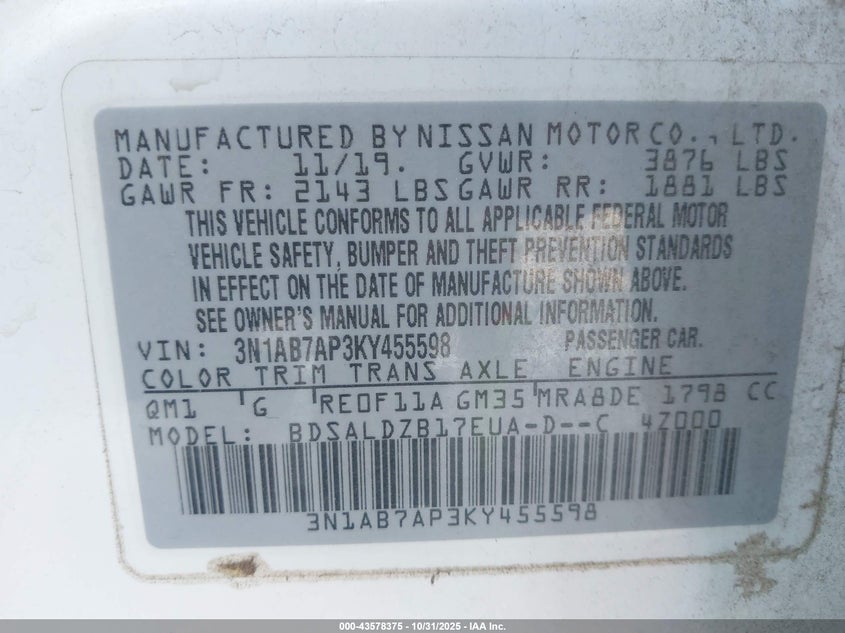 MANUFACTURED BY NISSAN MOTOR CO., LTD.
DATE: 11/19. GVWR: 3876 LBS
GAWR FR: 2143 LBS GAWR RR: 1881 LBS
THIS VEHICLE CONFORMS TO ALL APPLICABLE FEDERAL MOTOR
VEHICLE SAFETY, BUMPER AND THEFT PREVENTION STANDARDS
IN EFFECT ON THE DATE OF MANUFACTURE SHOWN ABOVE.
SEE OWNER'S MANUAL FOR ADDITIONAL INFORMATION.
VIN: 3N1AB7AP3KY455598 PASSENGER CAR.
COLOR TRIM TRANS AXLE ENGINE
QM1 'G 'RE0F11A GM35 'MRA8DE 1798 CC
MODEL: BDSALDZB17EUA-D--C 4Z000
3N1AB7AP3KY455598
000-43578375 - 10/31/2025 - IAA Inc.